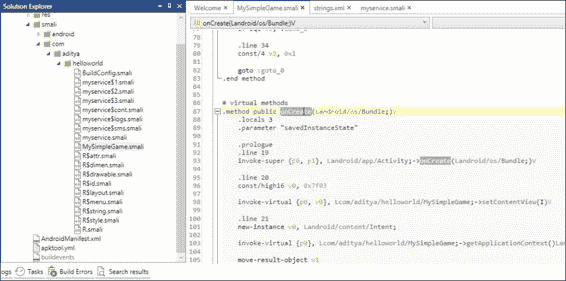 Solution Explorer
smali
android
com
aditya
helloworld
BuildConfig.smali
myservice$1.smali
myservice$2.smali
myservice$3.smali
myservice$cont.smali
myservice$logs.smali
myservice$sms.smali
myservice.smali
MySimpleGame.smali
R$attr.smali
R$dimen.smali
R$drawable.smali
R$id.smali
R$layout.smali
R$menu.smali
R$string.smali
R$style.smali
R.smali
AndroidManifest.xml
apktool.yml
buildevents
ogs Tasks Build Errors Search results
Welcome MySimpleGame.smali strings.xml myservice.smali
onCreate(Landroid/os/Bundle;)V
78
79
80 .line 34
81 const/4 v2, 0x1
82
83 goto :goto_0
84 .end method
85
86 # virtual methods
87 .method public onCreate(Landroid/os/Bundle;)V
88 .locals 3
89 .parameter "savedInstanceState"
90
91 .prologue
92 .line 19
93 invoke-super {p0, p1}, Landroid/app/Activity;->onCreate(Landroid/os/Bundle;)V
94
95 .line 20
96 const/high16 v0, 0x7f03
97
98 invoke-virtual {p0, v0}, Lcom/aditya/helloworld/MySimpleGame;->setContentView(I)V
99
100 .line 21
101 new-instance v0, Landroid/content/Intent;
102
103 invoke-virtual {p0}, Lcom/aditya/helloworld/MySimpleGame;->getApplicationContext()Lan
104
105 move-result-object v1